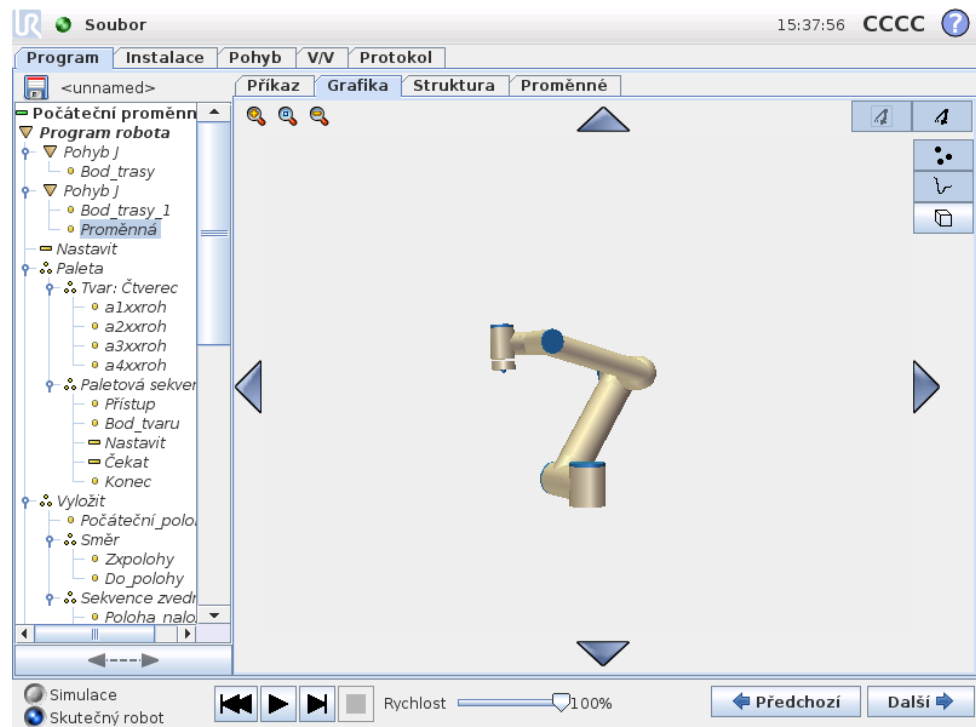 UR Soubor 15:37:56 CCCC ?
Program Instalace Pohyb V/V Protokol
<unnamed>
Příkaz Grafika Struktura Proměnné
Počáteční proměnn
Program robota
Pohyb J
Bod_trasy
Pohyb J
Bod_trasy_1
Proměnná
Nastavit
Paleta
Tvar: Čtverec
a1xxroh
a2xxroh
a3xxroh
a4xxroh
Paletová sekver
Přístup
Bod_tvaru
Nastavit
Čekat
Konec
Vyložit
Počáteční_polo
Směr
Zxpolohy
Do_polohy
Sekvence zvedr
Poloha_nalo
Simulace
Skutečný robot
Rychlost 100%
Předchozí Další